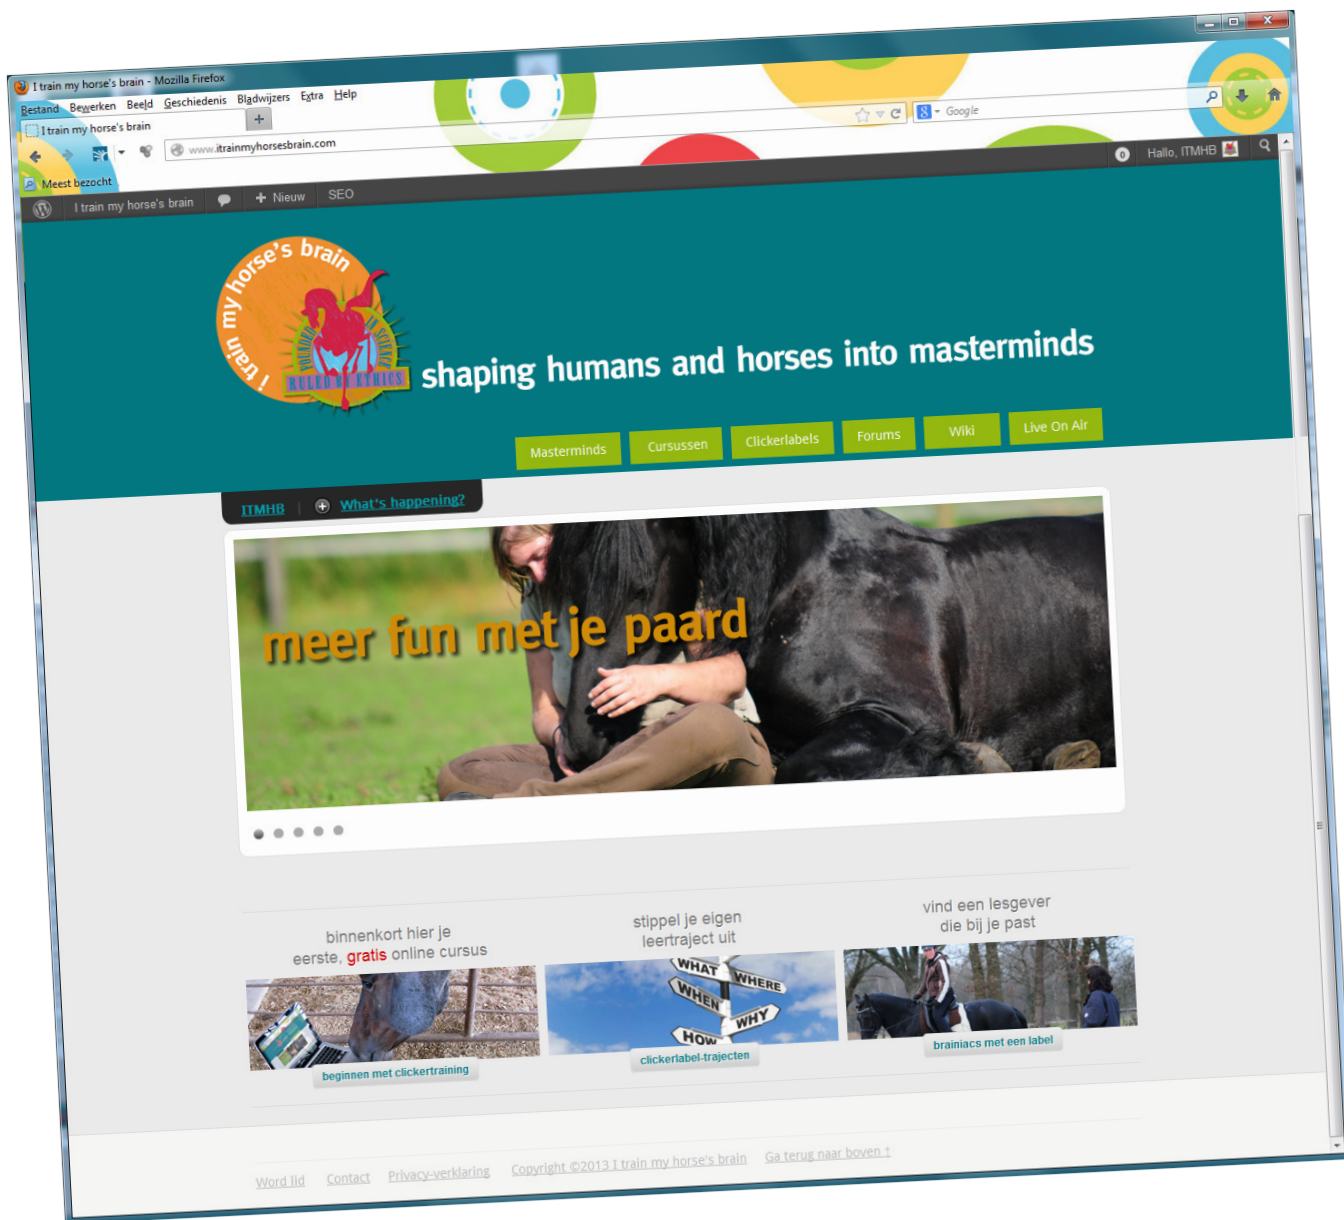 I train my horse's brain - Mozilla Firefox
Bestand Bewerken Beeld Geschiedenis Bladwijzers Extra Help
I train my horse's brain
www.itrainmyhorsesbrain.com
Google
Meest bezocht
I train my horse's brain + Nieuw SEO
0 Hallo, ITMHB
i train my horse's brain
FOUNDED IN SCIENCE
RULED BY ETHICS
shaping humans and horses into masterminds
Masterminds Cursussen Clickerlabels Forums Wiki Live On Air
ITMHB What's happening?
meer fun met je paard
binnenkort hier je
eerste, gratis online cursus
beginnen met clickertraining
stippel je eigen
leertraject uit
WHAT
WHERE
WHEN
WHY
HOW
clickerlabel-trajecten
vind een lesgever
die bij je past
brainiacs met een label
Word lid Contact Privacy-verklaring Copyright ©2013 I train my horse's brain Ga terug naar boven ↑